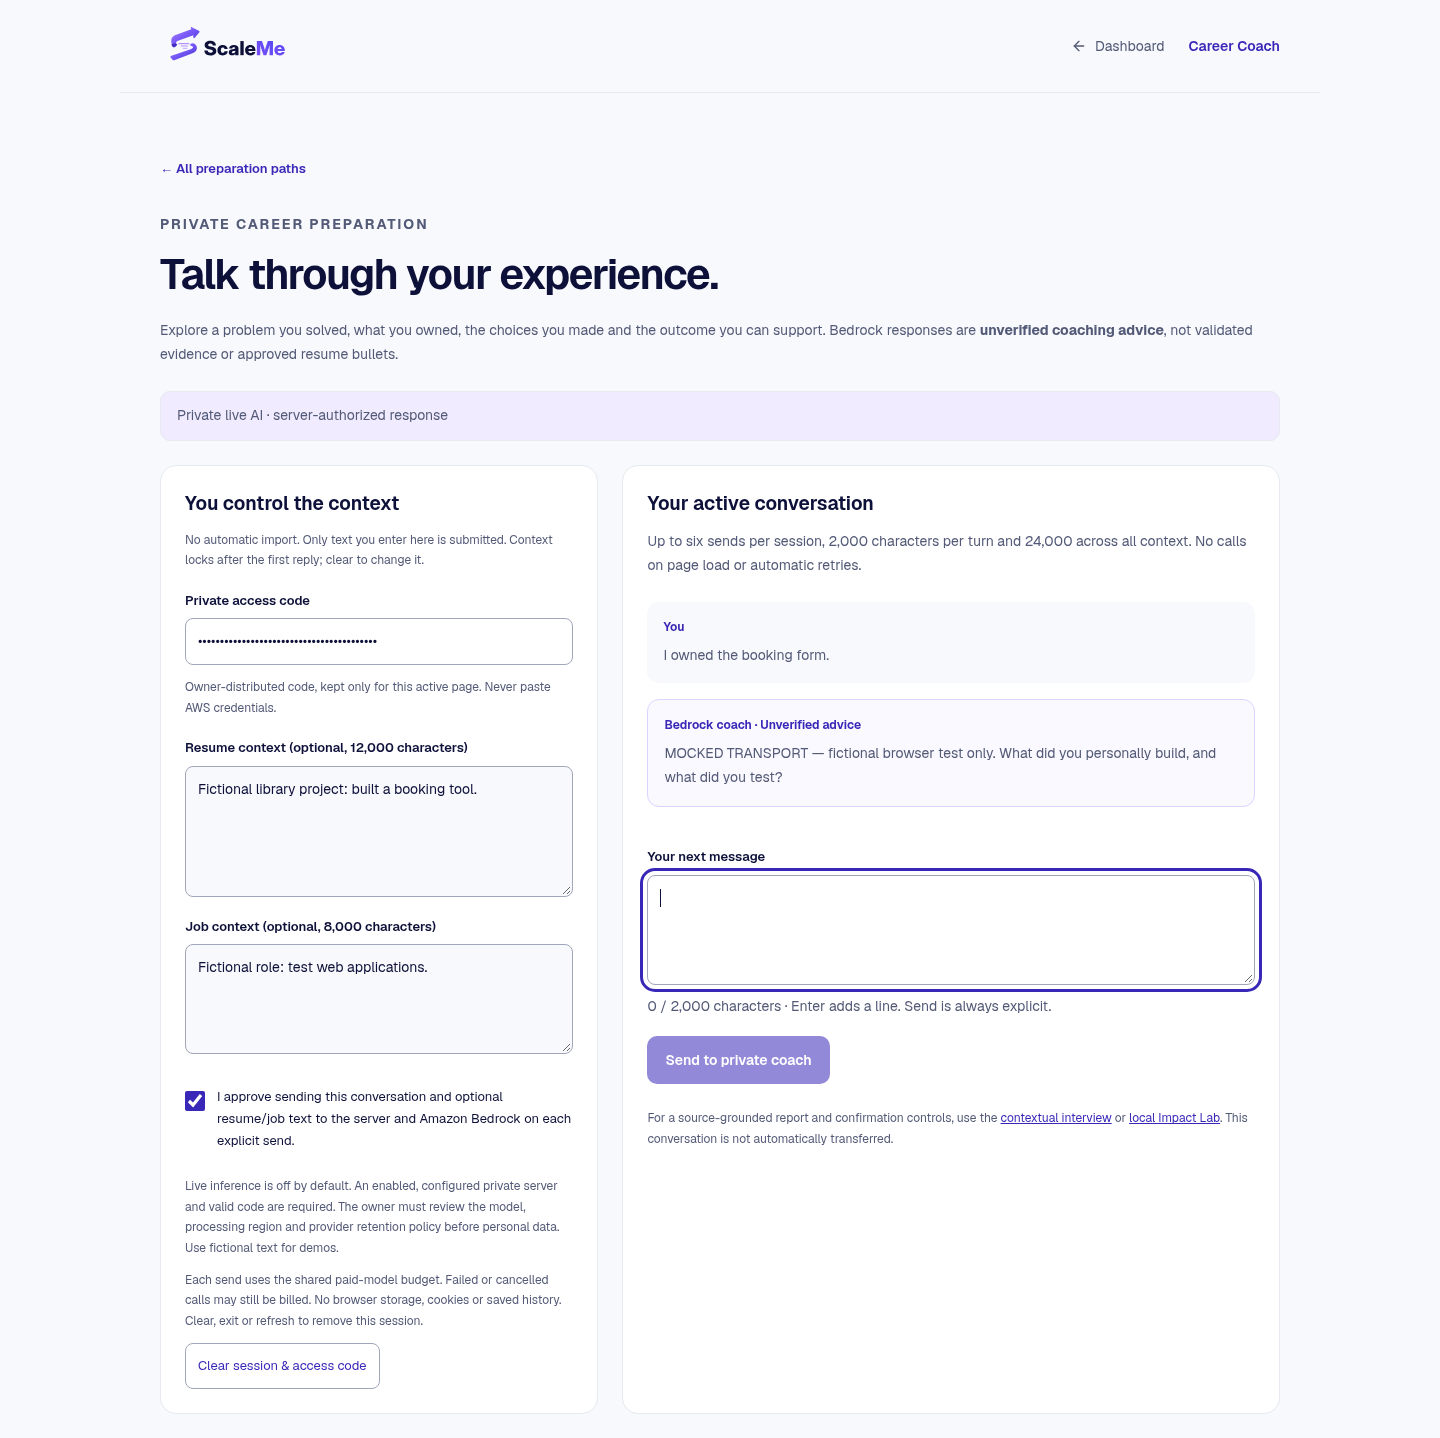 ScaleMe
← Dashboard
Career Coach
← All preparation paths
PRIVATE CAREER PREPARATION
Talk through your experience.
Explore a problem you solved, what you owned, the choices you made and the outcome you can support. Bedrock responses are unverified coaching advice, not validated
evidence or approved resume bullets.
Private live AI · server-authorized response
You control the context
No automatic import. Only text you enter here is submitted. Context
locks after the first reply; clear to change it.
Private access code
Owner-distributed code, kept only for this active page. Never paste
AWS credentials.
Resume context (optional, 12,000 characters)
Fictional library project: built a booking tool.
Job context (optional, 8,000 characters)
Fictional role: test web applications.
I approve sending this conversation and optional
resume/job text to the server and Amazon Bedrock on each
explicit send.
Live inference is off by default. An enabled, configured private server
and valid code are required. The owner must review the model,
processing region and provider retention policy before personal data.
Use fictional text for demos.
Each send uses the shared paid-model budget. Failed or cancelled
calls may still be billed. No browser storage, cookies or saved history.
Clear, exit or refresh to remove this session.
Clear session & access code
Your active conversation
Up to six sends per session, 2,000 characters per turn and 24,000 across all context. No calls
on page load or automatic retries.
You
I owned the booking form.
Bedrock coach · Unverified advice
MOCKED TRANSPORT — fictional browser test only. What did you personally build, and
what did you test?
Your next message
0 / 2,000 characters · Enter adds a line. Send is always explicit.
Send to private coach
For a source-grounded report and confirmation controls, use the contextual interview or local Impact Lab. This
conversation is not automatically transferred.